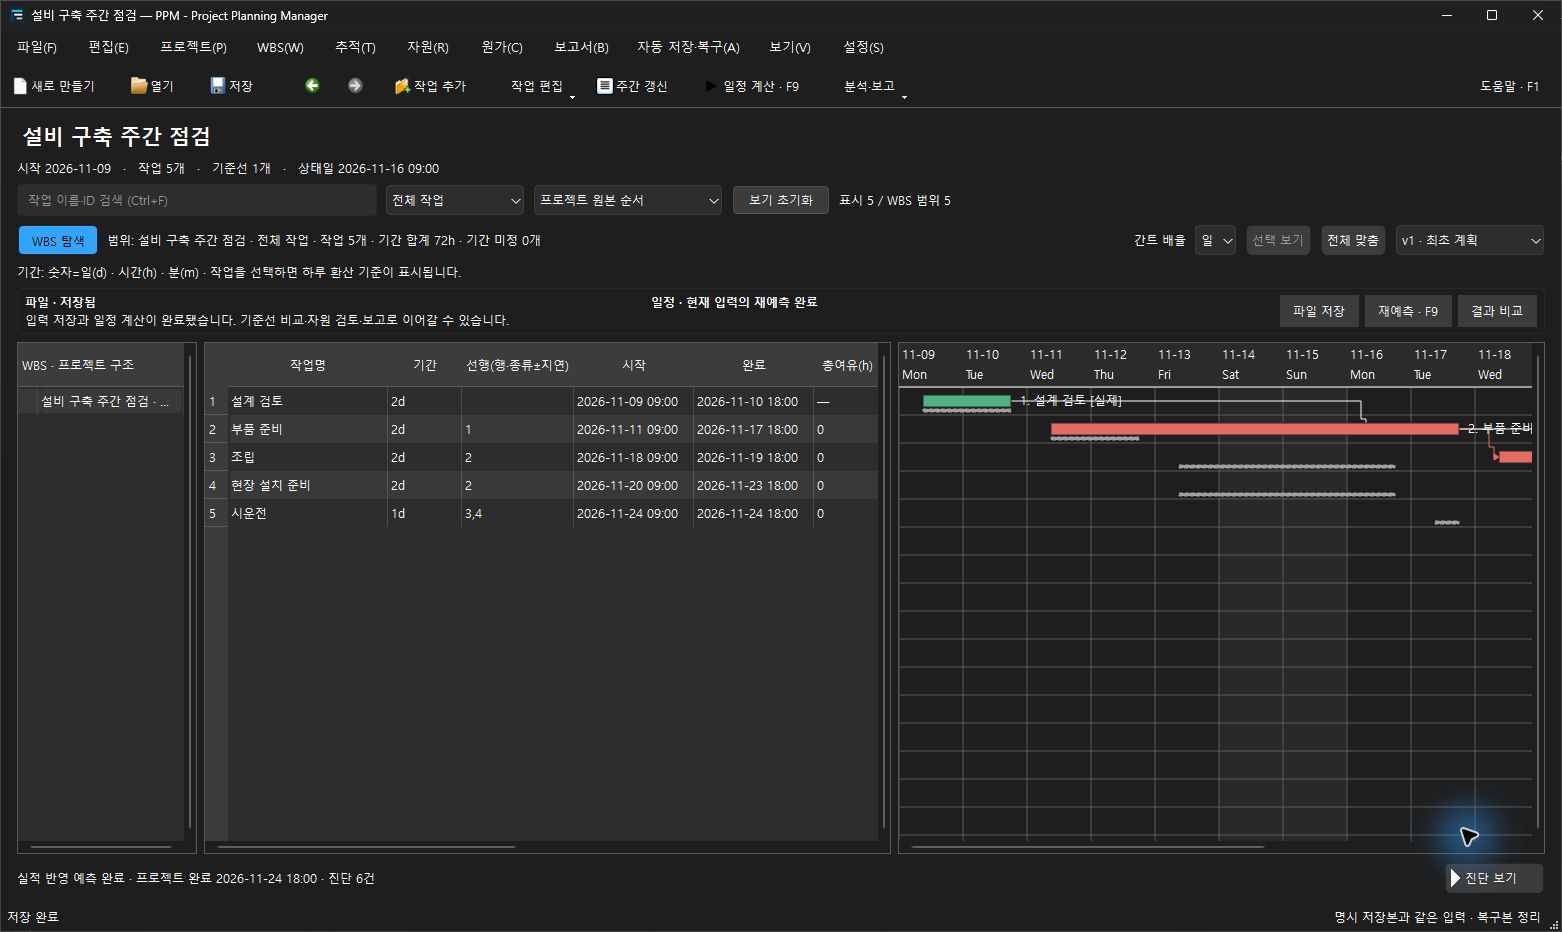 설비 구축 주간 점검 — PPM - Project Planning Manager
파일(F) 편집(E) 프로젝트(P) WBS(W) 추적(T) 자원(R) 원가(C) 보고서(B) 자동 저장·복구(A) 보기(V) 설정(S)
새로 만들기 열기 저장 작업 추가 작업 편집 주간 갱신 일정 계산 · F9 분석·보고 도움말 · F1
설비 구축 주간 점검
시작 2026-11-09 · 작업 5개 · 기준선 1개 · 상태일 2026-11-16 09:00
작업 이름·ID 검색 (Ctrl+F) 전체 작업 프로젝트 원본 순서 보기 초기화 표시 5 / WBS 범위 5
WBS 탐색 범위: 설비 구축 주간 점검 · 전체 작업 · 작업 5개 · 기간 합계 72h · 기간 미정 0개 간트 배율 일 선택 보기 전체 맞춤 v1 · 최초 계획
기간: 숫자=일(d) · 시간(h) · 분(m) · 작업을 선택하면 하루 환산 기준이 표시됩니다.
파일 · 저장됨 일정 · 현재 입력의 재예측 완료
입력 저장과 일정 계산이 완료됐습니다. 기준선 비교·자원 검토·보고로 이어갈 수 있습니다. 파일 저장 재예측 · F9 결과 비교
WBS · 프로젝트 구조
설비 구축 주간 점검 · ...
작업명 기간 선행(행·종류±지연) 시작 완료 총여유(h)
1 설계 검토 2d 2026-11-09 09:00 2026-11-10 18:00 —
2 부품 준비 2d 1 2026-11-11 09:00 2026-11-17 18:00 0
3 조립 2d 2 2026-11-18 09:00 2026-11-19 18:00 0
4 현장 설치 준비 2d 2 2026-11-20 09:00 2026-11-23 18:00 0
5 시운전 1d 3,4 2026-11-24 09:00 2026-11-24 18:00 0
11-09 11-10 11-11 11-12 11-13 11-14 11-15 11-16 11-17 11-18
Mon Tue Wed Thu Fri Sat Sun Mon Tue Wed
1. 설계 검토 [실제]
2. 부품 준비
실적 반영 예측 완료 · 프로젝트 완료 2026-11-24 18:00 · 진단 6건 진단 보기
저장 완료 명시 저장본과 같은 입력 · 복구본 정리